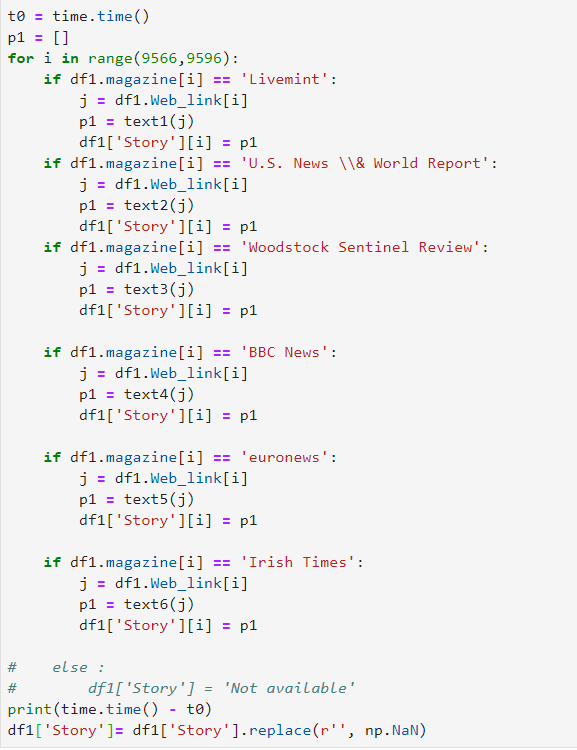 t0 = time.time()
p1 = []
for i in range(9566,9596):
    if df1.magazine[i] == 'Livemint':
        j = df1.Web_link[i]
        p1 = text1(j)
        df1['Story'][i] = p1
    if df1.magazine[i] == 'U.S. News \\& World Report':
        j = df1.Web_link[i]
        p1 = text2(j)
        df1['Story'][i] = p1
    if df1.magazine[i] == 'Woodstock Sentinel Review':
        j = df1.Web_link[i]
        p1 = text3(j)
        df1['Story'][i] = p1

    if df1.magazine[i] == 'BBC News':
        j = df1.Web_link[i]
        p1 = text4(j)
        df1['Story'][i] = p1

    if df1.magazine[i] == 'euronews':
        j = df1.Web_link[i]
        p1 = text5(j)
        df1['Story'][i] = p1

    if df1.magazine[i] == 'Irish Times':
        j = df1.Web_link[i]
        p1 = text6(j)
        df1['Story'][i] = p1

#    else :
#        df1['Story'] = 'Not available'
print(time.time() - t0)
df1['Story']= df1['Story'].replace(r'', np.NaN)